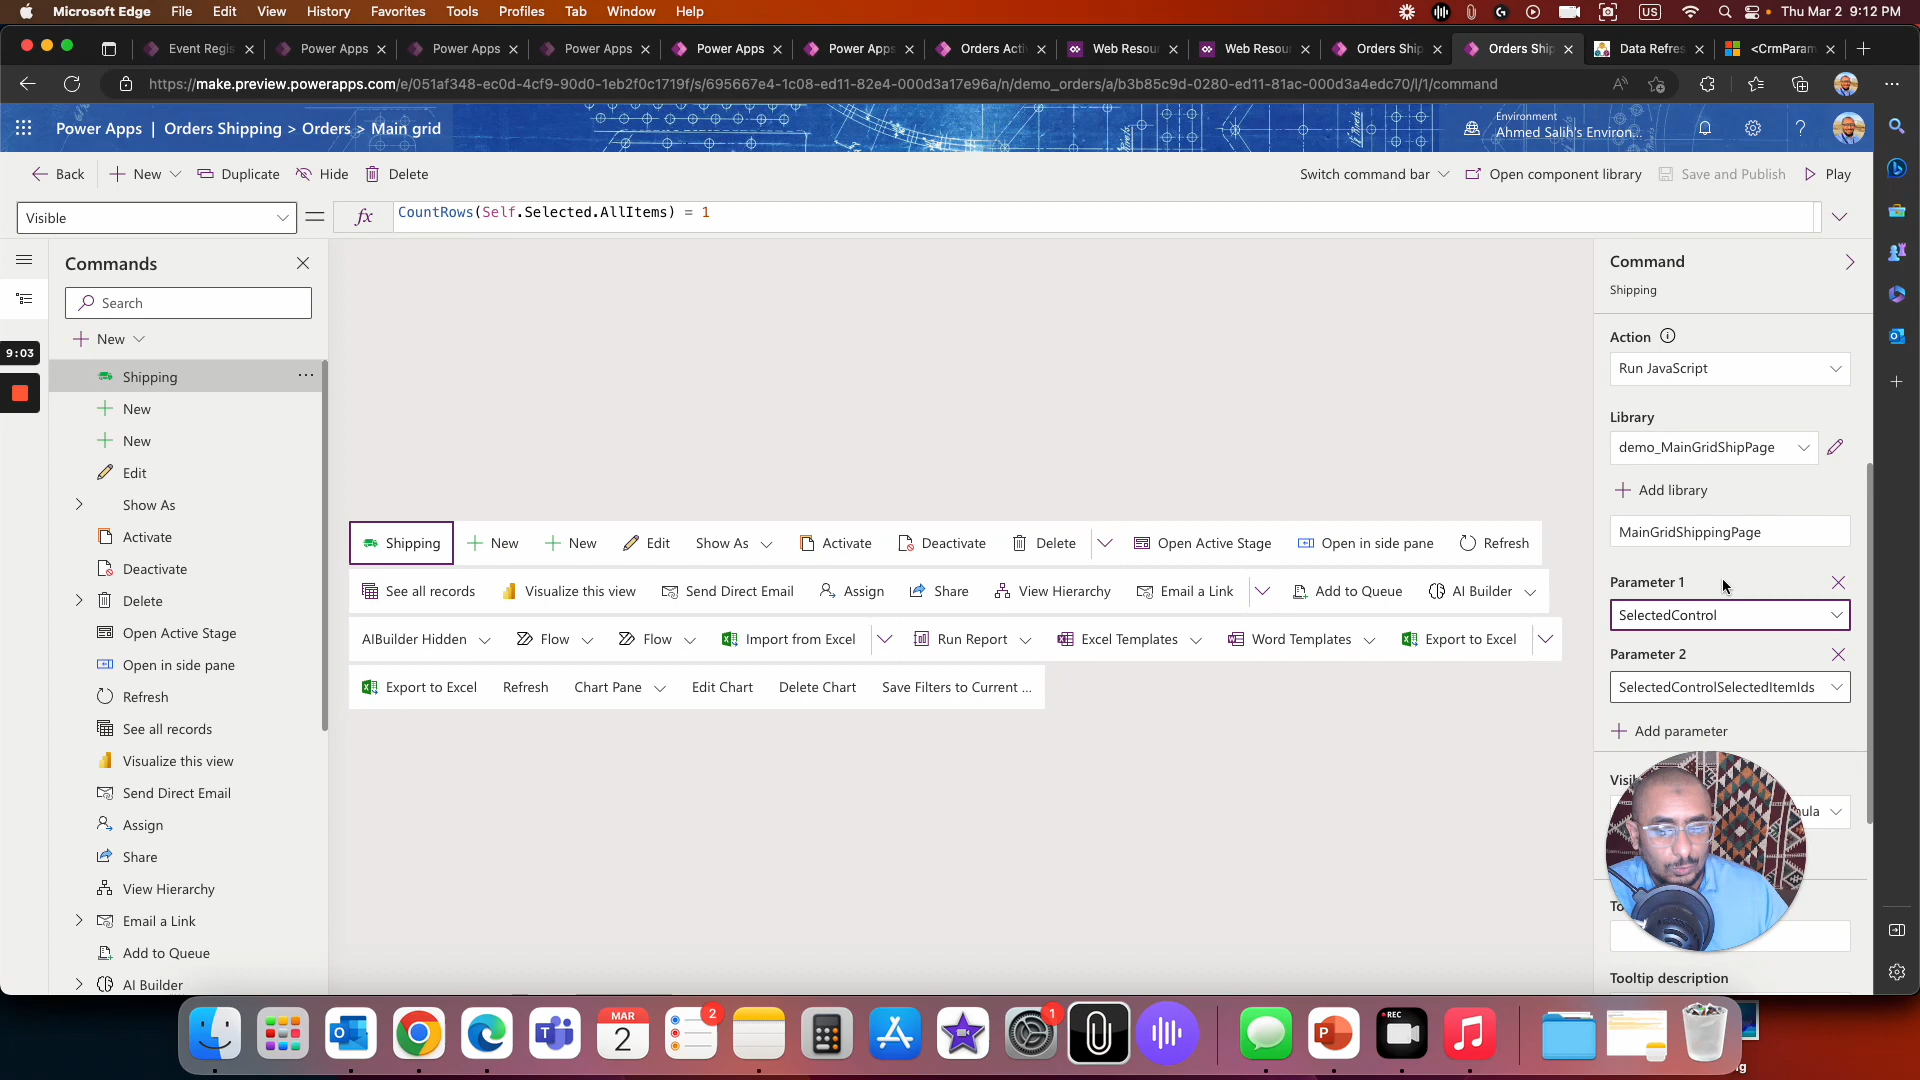 Microsoft Edge File Edit View History Favorites Tools Profiles Tab Window Help US Thu Mar 2 9:12 PM
Event Regis Power Apps Power Apps Power Apps Power Apps Power Apps Orders Acti Web Resour Web Resour Orders Ship Orders Ship Data Refres <CrmParam
https://make.preview.powerapps.com/e/051af348-ec0d-4cf9-90d0-1eb2f0c1719f/s/695667e4-1c08-ed11-82e4-000d3a17e96a/n/demo_orders/a/b3b85c9d-0280-ed11-81ac-000d3a4edc70/l/1/command
Power Apps | Orders Shipping > Orders > Main grid
Environment
Ahmed Salih's Environ...
Back New Duplicate Hide Delete Switch command bar Open component library Save and Publish Play
Visible = fx CountRows(Self.Selected.AllItems) = 1
Commands
Search
New
9:03
Shipping ...
New
New
Edit
Show As
Activate
Deactivate
Delete
Open Active Stage
Open in side pane
Refresh
See all records
Visualize this view
Send Direct Email
Assign
Share
View Hierarchy
Email a Link
Add to Queue
AI Builder
Shipping New New Edit Show As Activate Deactivate Delete Open Active Stage Open in side pane Refresh
See all records Visualize this view Send Direct Email Assign Share View Hierarchy Email a Link Add to Queue AI Builder
AIBuilder Hidden Flow Flow Import from Excel Run Report Excel Templates Word Templates Export to Excel
Export to Excel Refresh Chart Pane Edit Chart Delete Chart Save Filters to Current ...
Command
Shipping
Action
Run JavaScript
Library
demo_MainGridShipPage
Add library
MainGridShippingPage
Parameter 1
SelectedControl
Parameter 2
SelectedControlSelectedItemIds
Add parameter
Tooltip description
MAR
2
2
1
REC